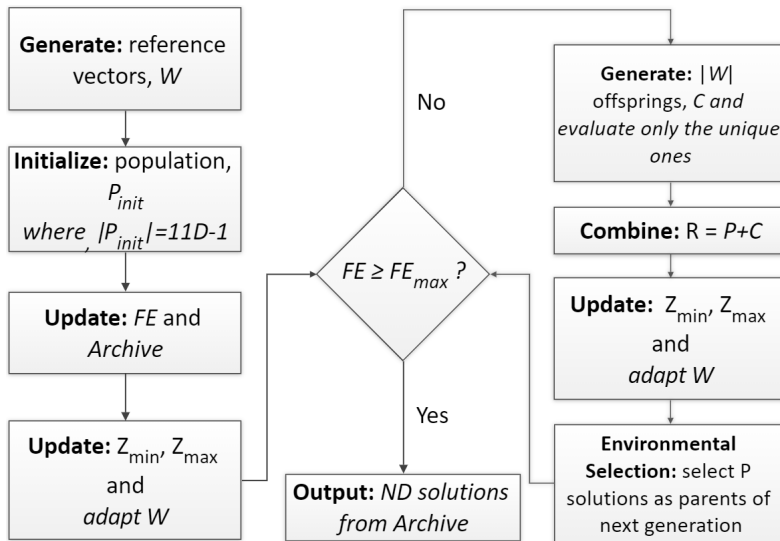 Generate: reference
vectors, W
Initialize: population,
P_init
where, |P_init|=11D-1
Update: FE and
Archive
Update: Z_min, Z_max
and
adapt W
FE ≥ FE_max ?
No
Yes
Output: ND solutions
from Archive
Generate: |W|
offsprings, C and
evaluate only the unique
ones
Combine: R = P+C
Update: Z_min, Z_max
and
adapt W
Environmental
Selection: select P
solutions as parents of
next generation